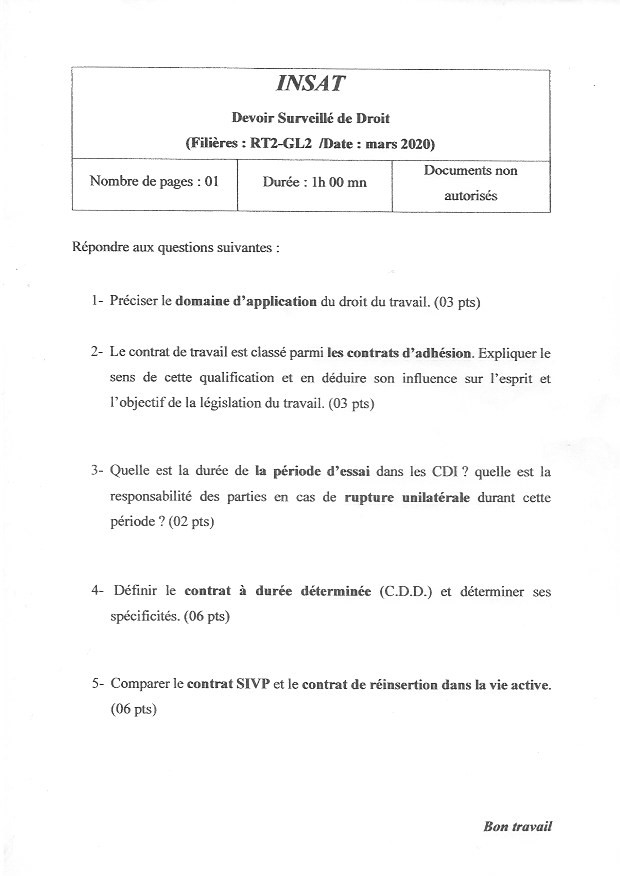 INSAT
Devoir Surveillé de Droit
(Filières : RT2-GL2 /Date : mars 2020)
Nombre de pages : 01
Durée : 1h 00 mn
Documents non
autorisés
Répondre aux questions suivantes :
1- Préciser le domaine d'application du droit du travail. (03 pts)
2- Le contrat de travail est classé parmi les contrats d'adhésion. Expliquer le
sens de cette qualification et en déduire son influence sur l'esprit et
l'objectif de la législation du travail. (03 pts)
3- Quelle est la durée de la période d'essai dans les CDI ? quelle est la
responsabilité des parties en cas de rupture unilatérale durant cette
période ? (02 pts)
4- Définir le contrat à durée déterminée (C.D.D.) et déterminer ses
spécificités. (06 pts)
5- Comparer le contrat SIVP et le contrat de réinsertion dans la vie active.
(06 pts)
Bon travail